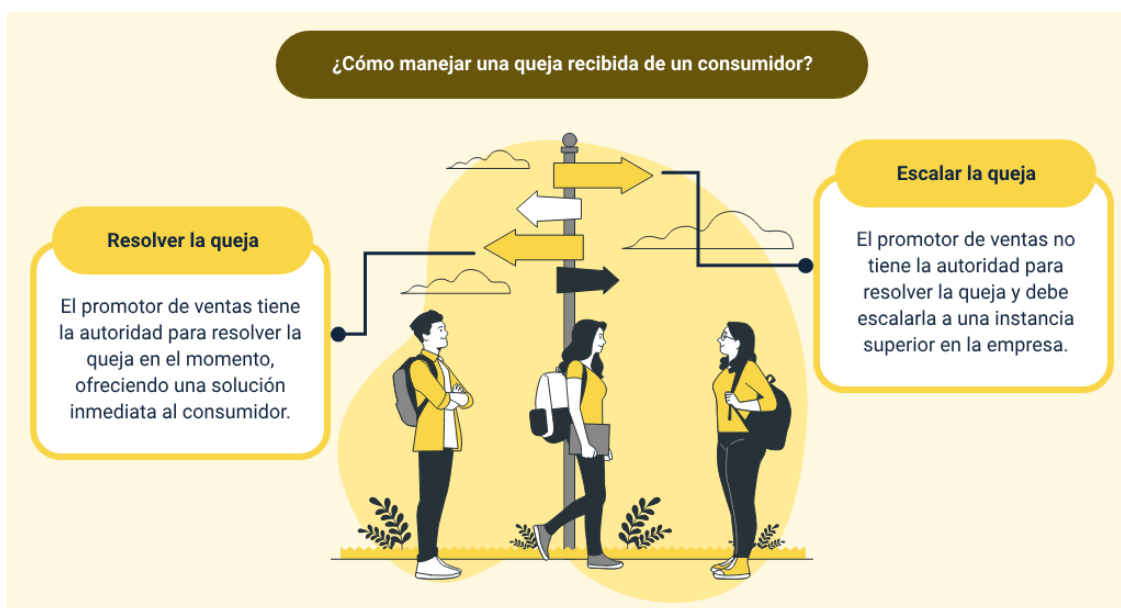 ¿Cómo manejar una queja recibida de un consumidor?
Resolver la queja
El promotor de ventas tiene
la autoridad para resolver la
queja en el momento,
ofreciendo una solución
inmediata al consumidor.
Escalar la queja
El promotor de ventas no
tiene la autoridad para
resolver la queja y debe
escalarla a una instancia
superior en la empresa.